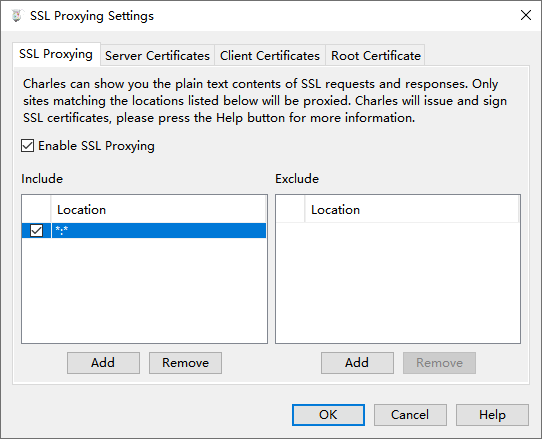 SSL Proxying Settings
SSL Proxying Server Certificates Client Certificates Root Certificate
Charles can show you the plain text contents of SSL requests and responses. Only
sites matching the locations listed below will be proxied. Charles will issue and sign
SSL certificates, please press the Help button for more information.
Enable SSL Proxying
Include Exclude
Location Location
*:*
Add Remove Add Remove
OK Cancel Help